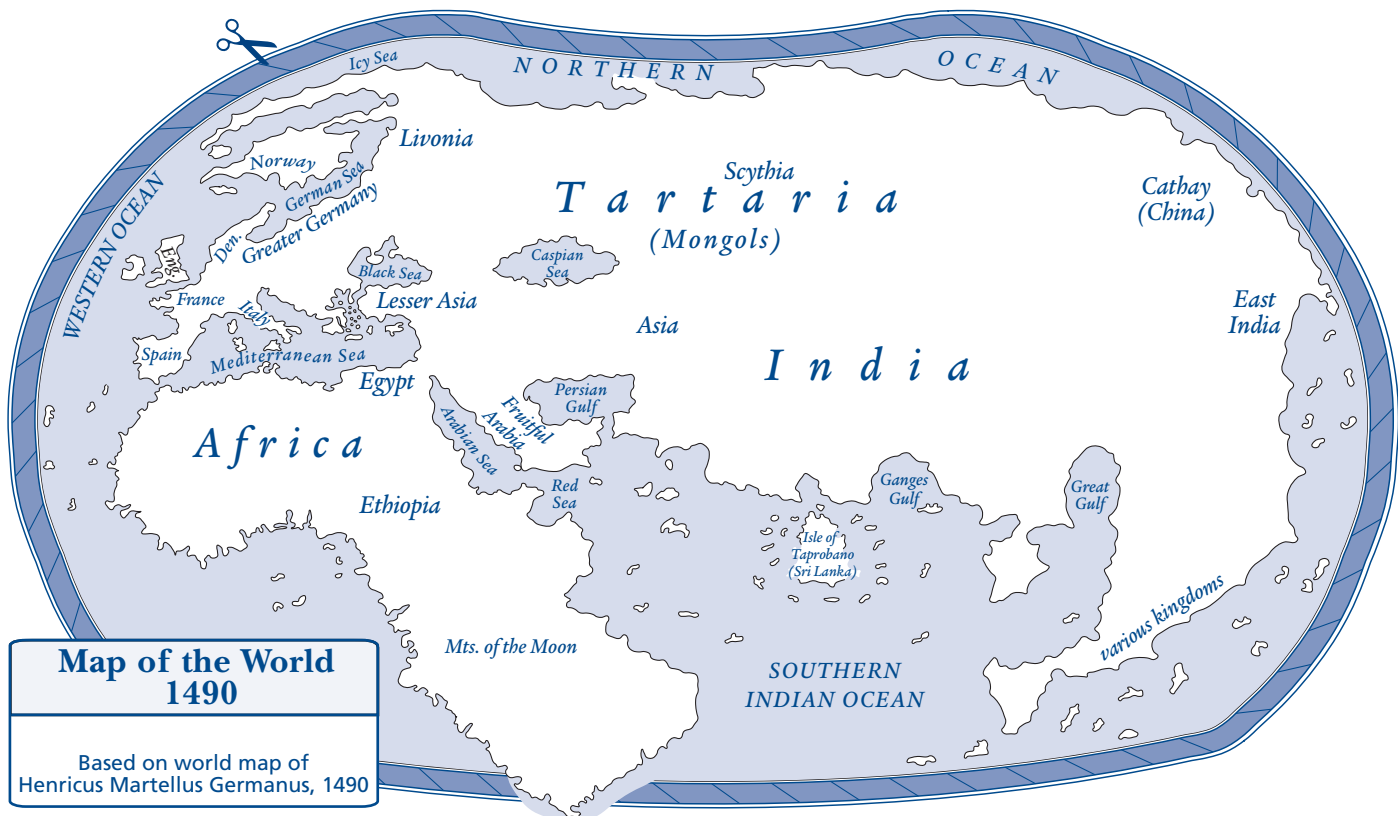 Icy Sea
NORTHERN
OCEAN
WESTERN OCEAN
Livonia
Norway
German Sea
Greater Germany
Den.
Eng.
Scythia
Tartaria
(Mongols)
Cathay
(China)
Black Sea
Caspian
Sea
France
Italy
Lesser Asia
East
India
Asia
Spain
Mediterranean Sea
Egypt
India
Persian
Gulf
Fruitful
Arabia
Arabian Sea
Africa
Red
Sea
Ethiopia
Ganges
Gulf
Great
Gulf
Isle of
Taprobano
(Sri Lanka)
various kingdoms
Mts. of the Moon
SOUTHERN
INDIAN OCEAN
Map of the World
1490
Based on world map of
Henricus Martellus Germanus, 1490